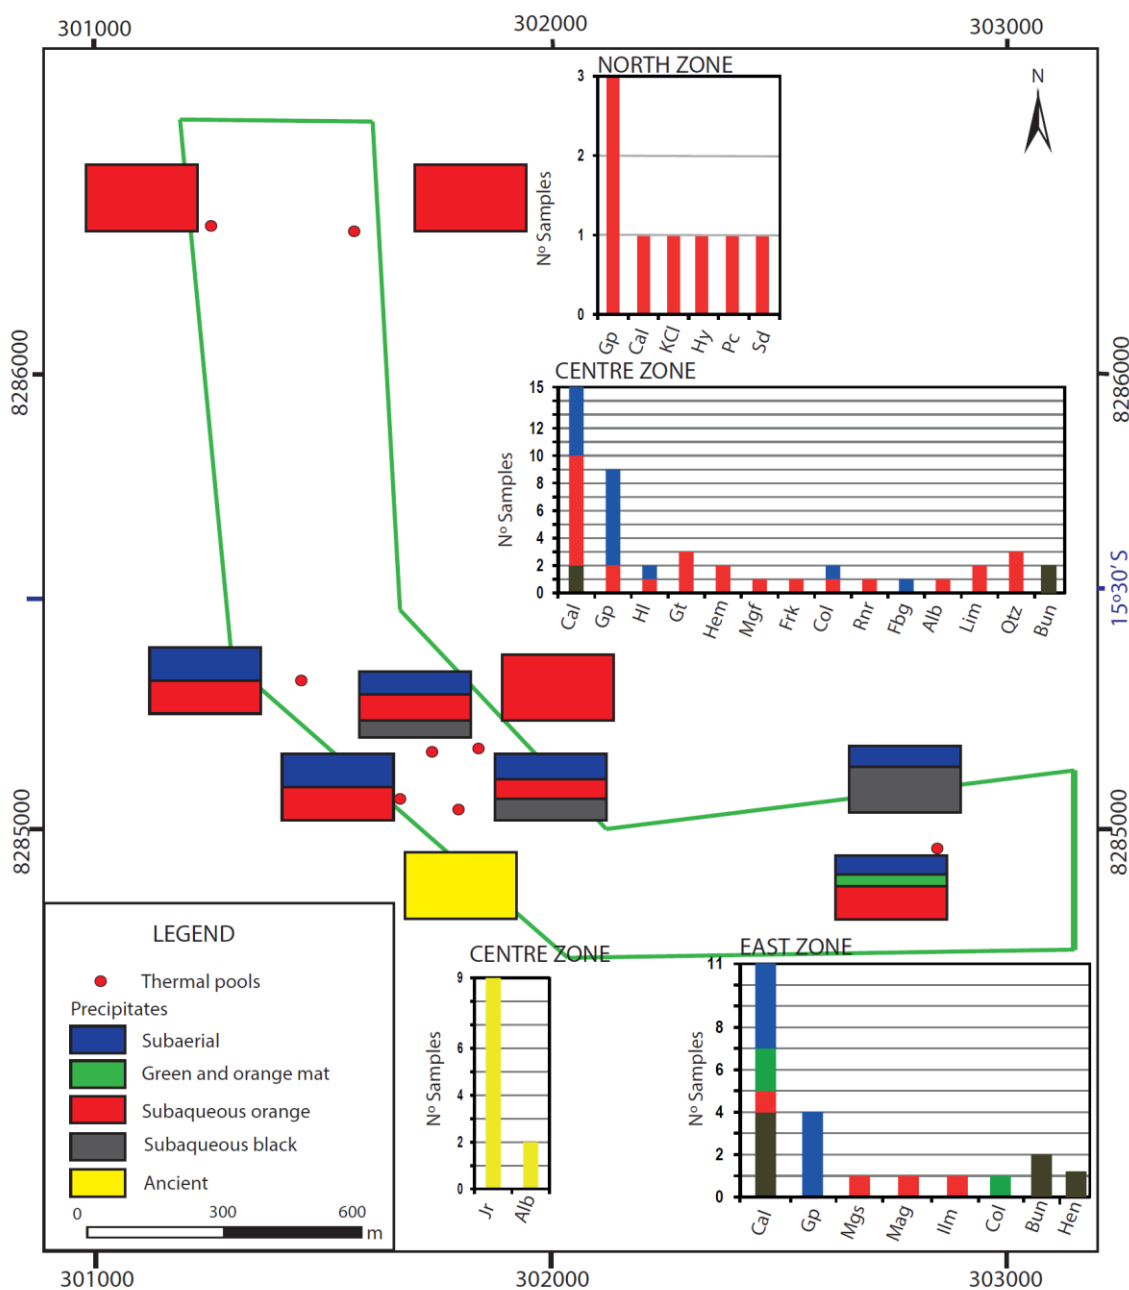 301000
302000
303000
NORTH ZONE
N
3
2
1
0
Nº Samples
Gp
Cal
KCl
Hy
Pc
Sd
8286000
8286000
CENTRE ZONE
15
12
10
8
6
4
2
0
Nº Samples
Cal
Gp
Hl
Gt
Hem
Mgf
Frk
Col
Rnr
Fbg
Alb
Lim
Qtz
Bun
15º30'S
8285000
8285000
LEGEND
Thermal pools
Precipitates
Subaerial
Green and orange mat
Subaqueous orange
Subaqueous black
Ancient
0 300 600
m
CENTRE ZONE
9
6
4
2
0
Nº Samples
Jr
Alb
EAST ZONE
11
8
6
4
2
0
Nº Samples
Cal
Gp
Mgs
Mag
Ilm
Col
Bun
Hen
301000
302000
303000